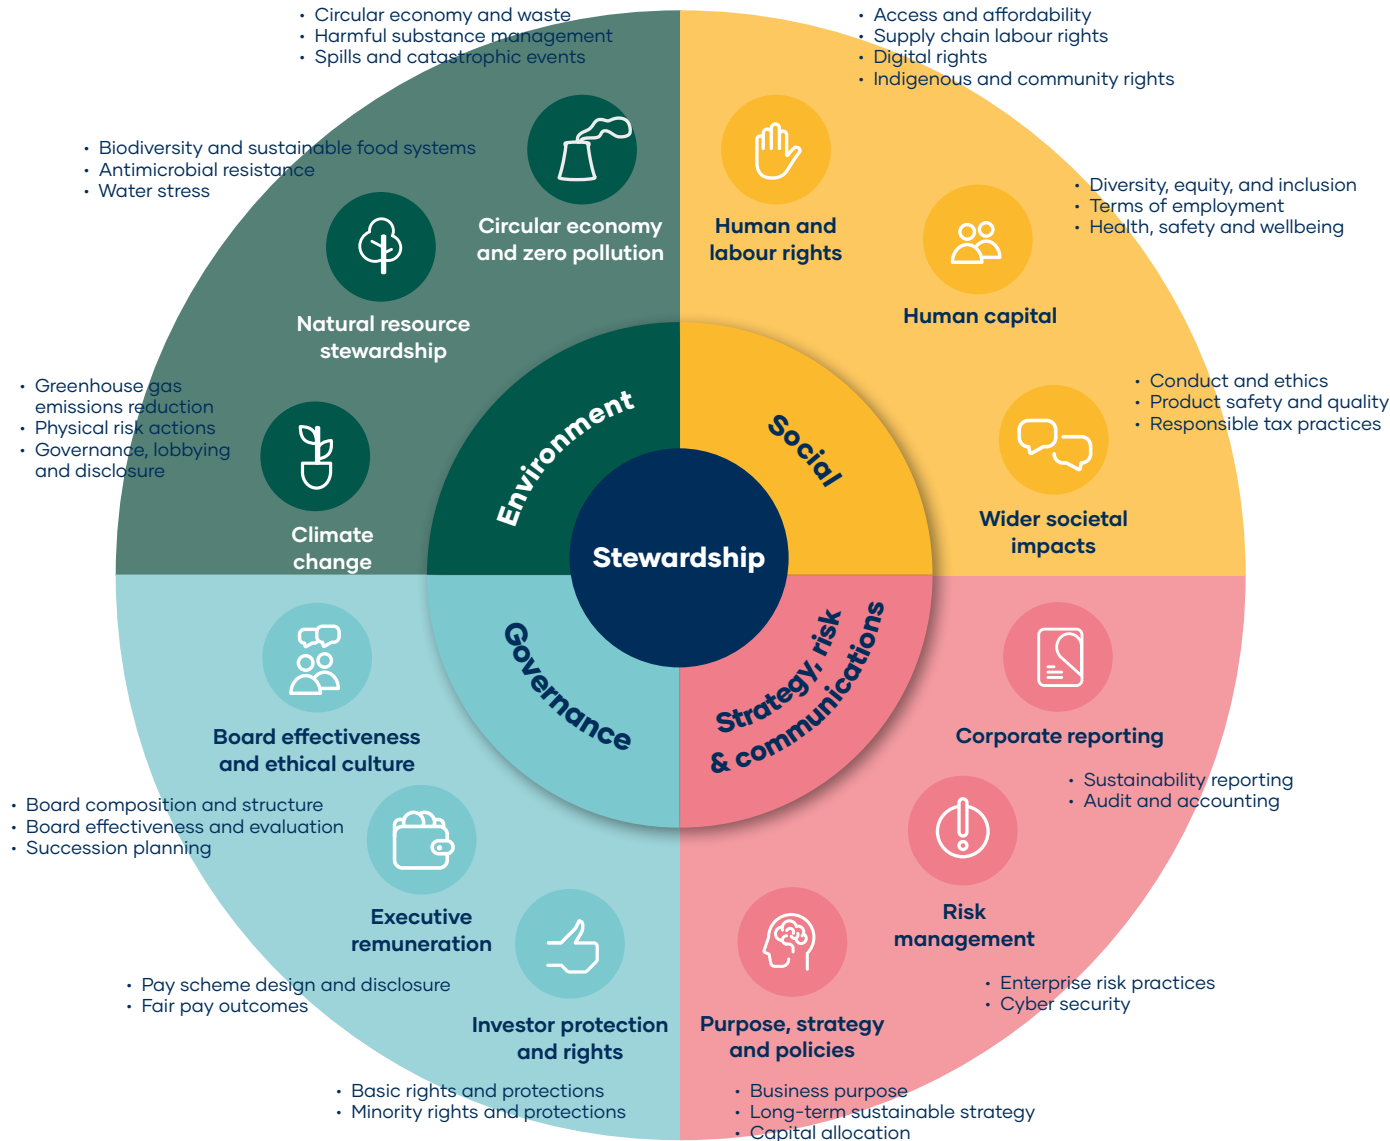 • Circular economy and waste
• Harmful substance management
• Spills and catastrophic events
• Access and affordability
• Supply chain labour rights
• Digital rights
• Indigenous and community rights
• Biodiversity and sustainable food systems
• Antimicrobial resistance
• Water stress
Circular economy
and zero pollution
Human and
labour rights
• Diversity, equity, and inclusion
• Terms of employment
• Health, safety and wellbeing
Natural resource
stewardship
Human capital
• Greenhouse gas
emissions reduction
• Physical risk actions
• Governance, lobbying
and disclosure
• Conduct and ethics
• Product safety and quality
• Responsible tax practices
Climate
change
Wider societal
impacts
Environment
Social
Stewardship
Governance
Strategy, risk
& communications
Board effectiveness
and ethical culture
Corporate reporting
• Board composition and structure
• Board effectiveness and evaluation
• Succession planning
• Sustainability reporting
• Audit and accounting
Executive
remuneration
Risk
management
• Pay scheme design and disclosure
• Fair pay outcomes
• Enterprise risk practices
• Cyber security
Investor protection
and rights
Purpose, strategy
and policies
• Basic rights and protections
• Minority rights and protections
• Business purpose
• Long-term sustainable strategy
• Capital allocation